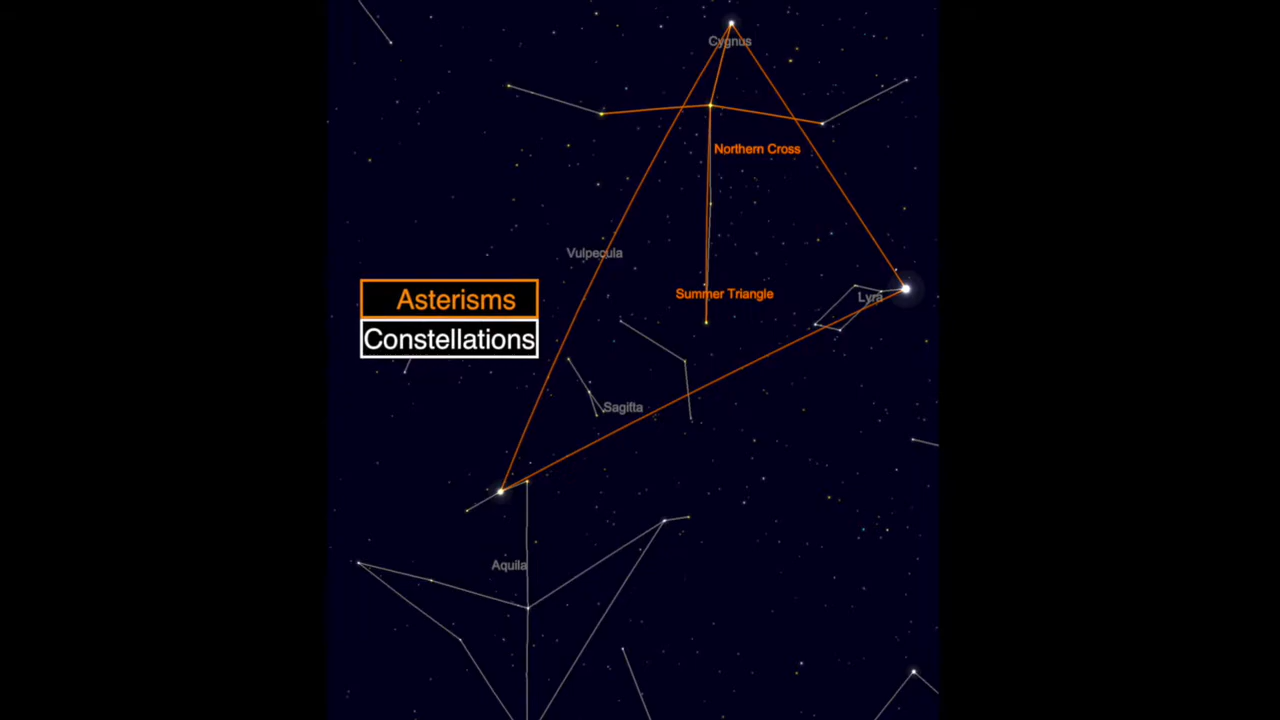 Cygnus
Northern Cross
Vulpecula
Summer Triangle
Lyra
Asterisms
Constellations
Sagitta
Aquila